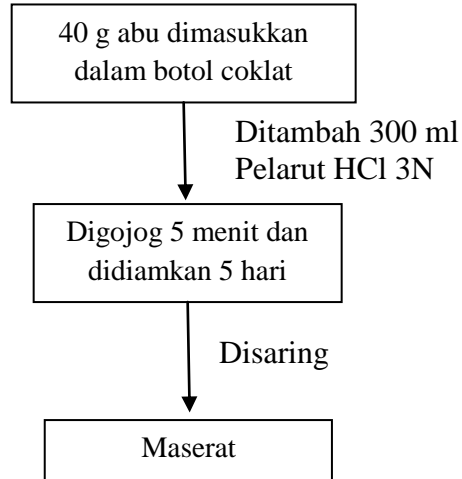 40 g abu dimasukkan
dalam botol coklat
Ditambah 300 ml
Pelarut HCl 3N
Digojog 5 menit dan
didiamkan 5 hari
Disaring
Maserat